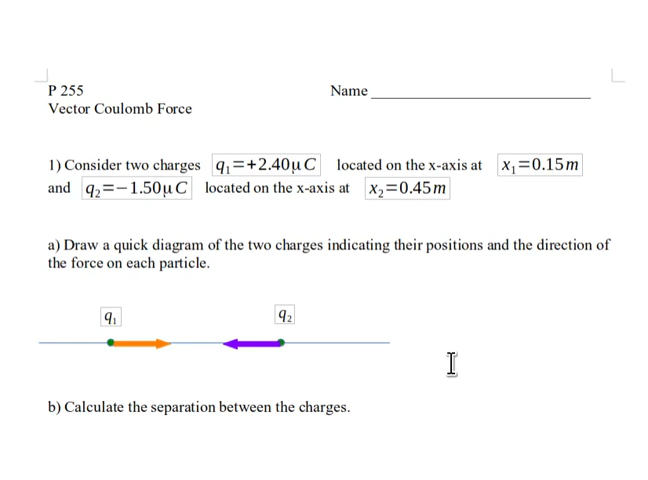 P 255
Name
Vector Coulomb Force
1) Consider two charges q₁=+2.40μC located on the x-axis at x₁=0.15m
and q₂=−1.50μC located on the x-axis at x₂=0.45m
a) Draw a quick diagram of the two charges indicating their positions and the direction of
the force on each particle.
q₁ q₂
b) Calculate the separation between the charges.